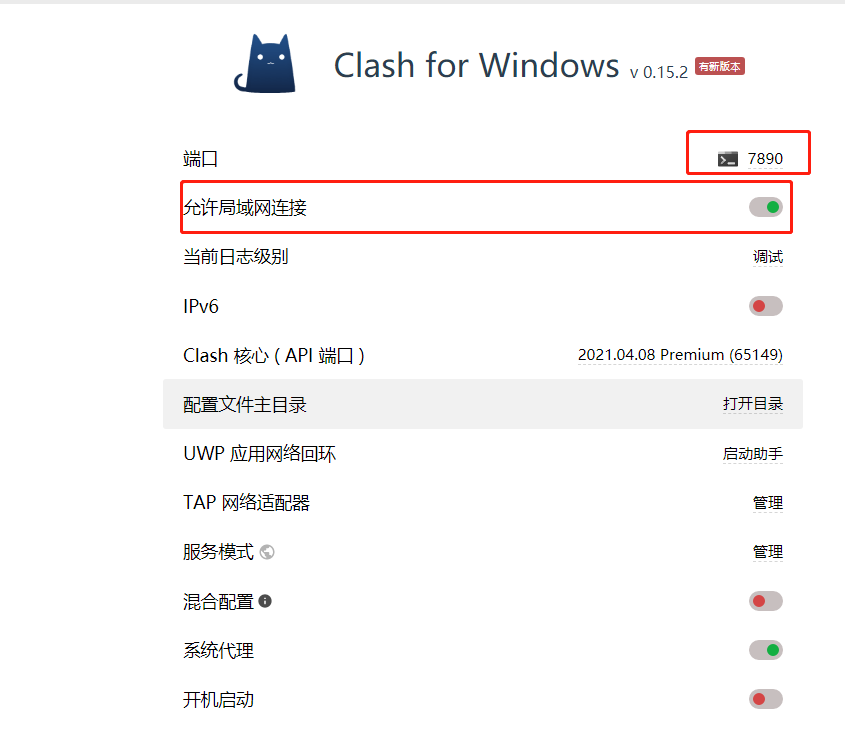 Clash for Windows v 0.15.2 有新版本
端口 7890
允许局域网连接
当前日志级别 调试
IPv6
Clash 核心 ( API 端口 ) 2021.04.08 Premium (65149)
配置文件主目录 打开目录
UWP 应用网络回环 启动助手
TAP 网络适配器 管理
服务模式 管理
混合配置
系统代理
开机启动